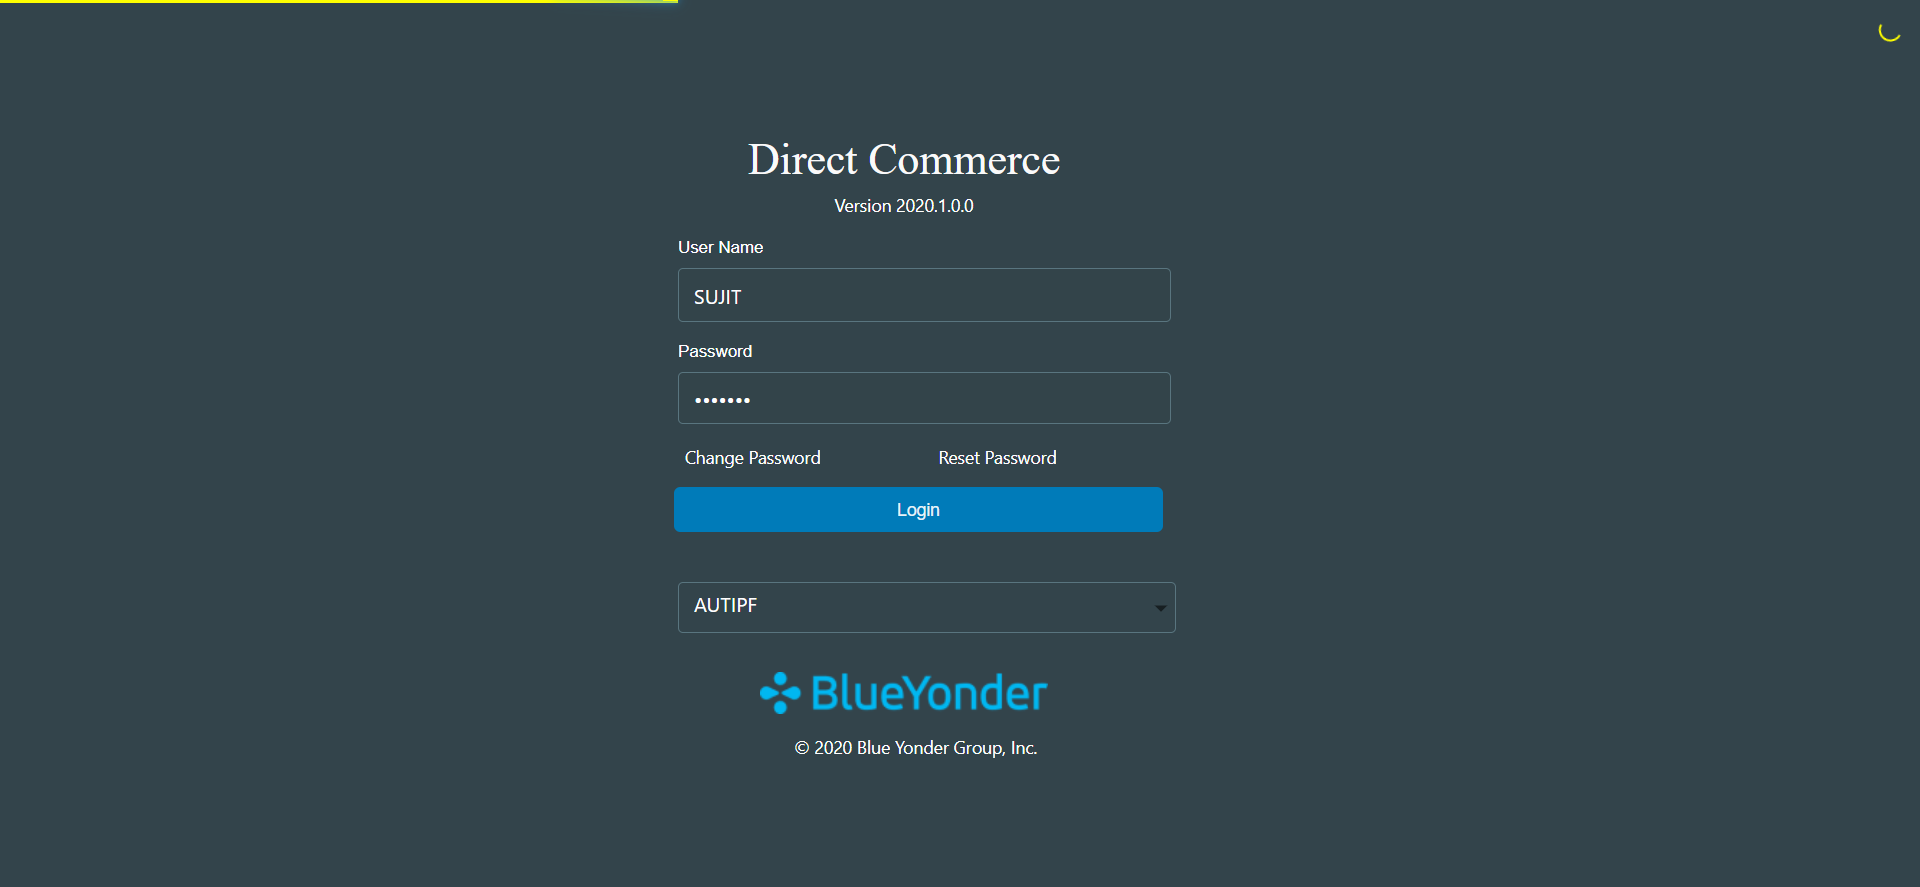 Direct Commerce
Version 2020.1.0.0
User Name
SUJIT
Password
•••••••
Change Password Reset Password
Login
AUTIPF
BlueYonder
© 2020 Blue Yonder Group, Inc.